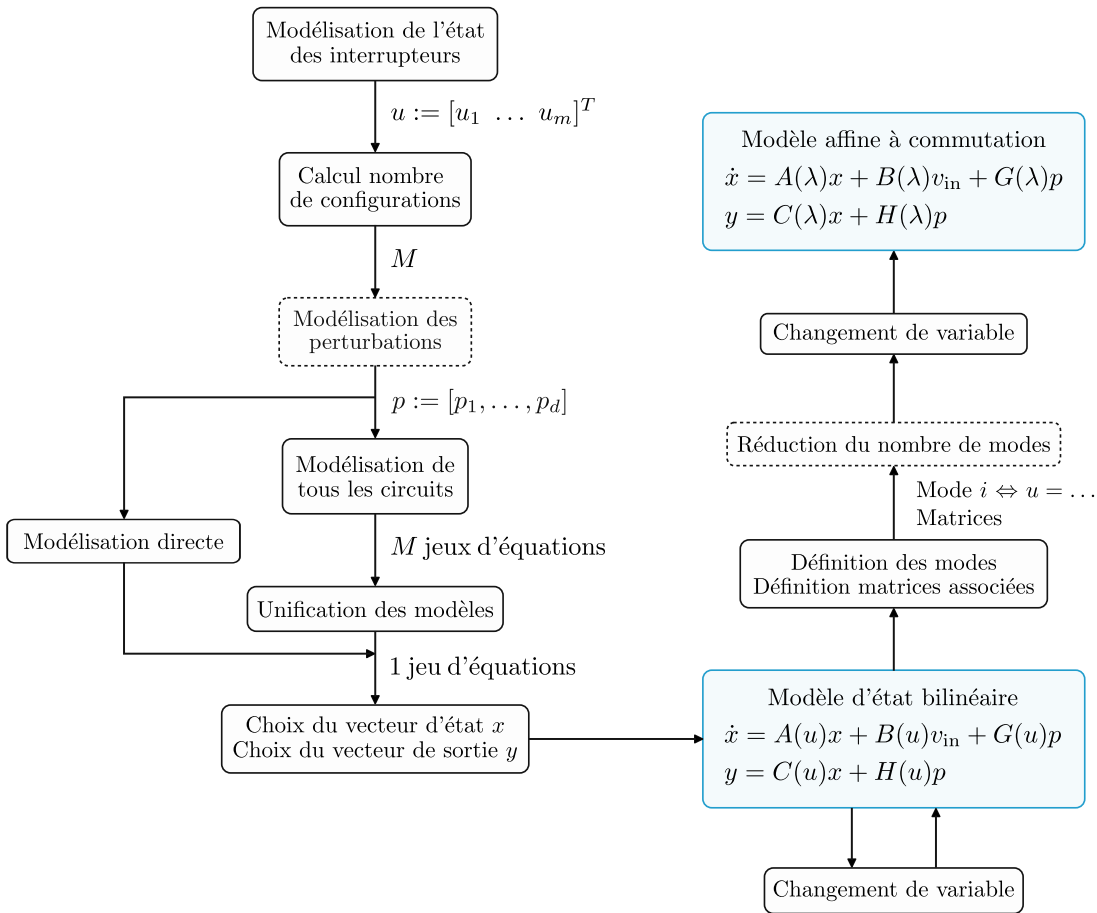 Modélisation de l'état
des interrupteurs
u := [u₁ … uₘ]ᵀ
Calcul nombre
de configurations
M
Modélisation des
perturbations
p := [p₁, …, p_d]
Modélisation de
tous les circuits
Modélisation directe
M jeux d'équations
Unification des modèles
1 jeu d'équations
Choix du vecteur d'état x
Choix du vecteur de sortie y
Modèle affine à commutation
ẋ = A(λ)x + B(λ)v_in + G(λ)p
y = C(λ)x + H(λ)p
Changement de variable
Réduction du nombre de modes
Mode i ⇔ u = …
Matrices
Définition des modes
Définition matrices associées
Modèle d'état bilinéaire
ẋ = A(u)x + B(u)v_in + G(u)p
y = C(u)x + H(u)p
Changement de variable